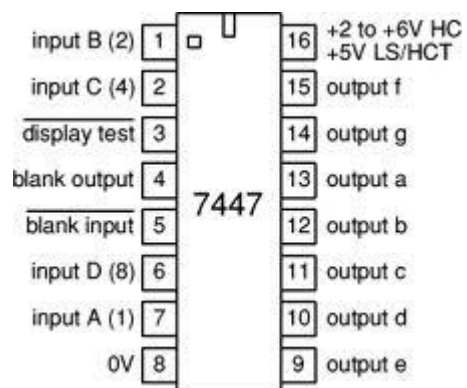 input B (2) 1
input C (4) 2
display test 3
blank output 4
blank input 5
input D (8) 6
input A (1) 7
0V 8
7447
16 +2 to +6V HC
+5V LS/HCT
15 output f
14 output g
13 output a
12 output b
11 output c
10 output d
9 output e